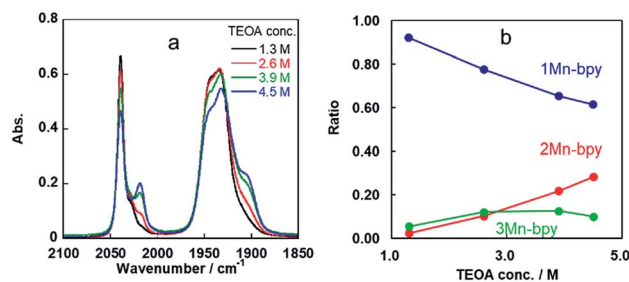 a
TEOA conc.
1.3 M
2.6 M
3.9 M
4.5 M
Abs.
0.8
0.6
0.4
0.2
0
2100 2050 2000 1950 1900 1850
Wavenumber / cm⁻¹
b
1Mn-bpy
2Mn-bpy
3Mn-bpy
Ratio
1.00
0.80
0.60
0.40
0.20
0.00
1.0 3.0 5.0
TEOA conc. / M